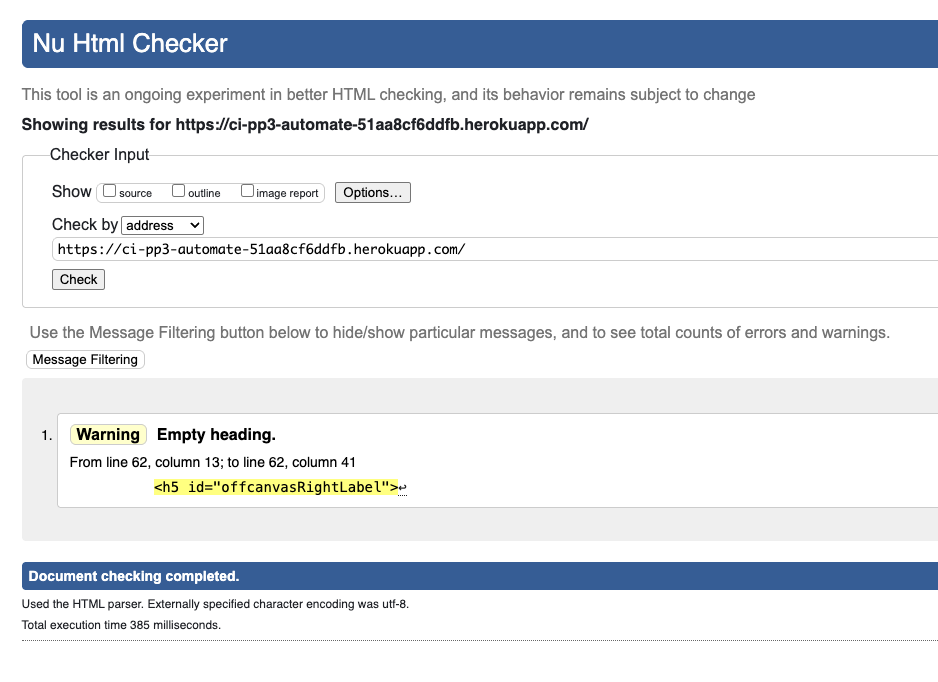 Nu Html Checker
This tool is an ongoing experiment in better HTML checking, and its behavior remains subject to change
Showing results for https://ci-pp3-automate-51aa8cf6ddfb.herokuapp.com/
Checker Input
Show source outline image report Options...
Check by address
https://ci-pp3-automate-51aa8cf6ddfb.herokuapp.com/
Check
Use the Message Filtering button below to hide/show particular messages, and to see total counts of errors and warnings.
Message Filtering
1. Warning Empty heading.
From line 62, column 13; to line 62, column 41
<h5 id="offcanvasRightLabel">↩
Document checking completed.
Used the HTML parser. Externally specified character encoding was utf-8.
Total execution time 385 milliseconds.